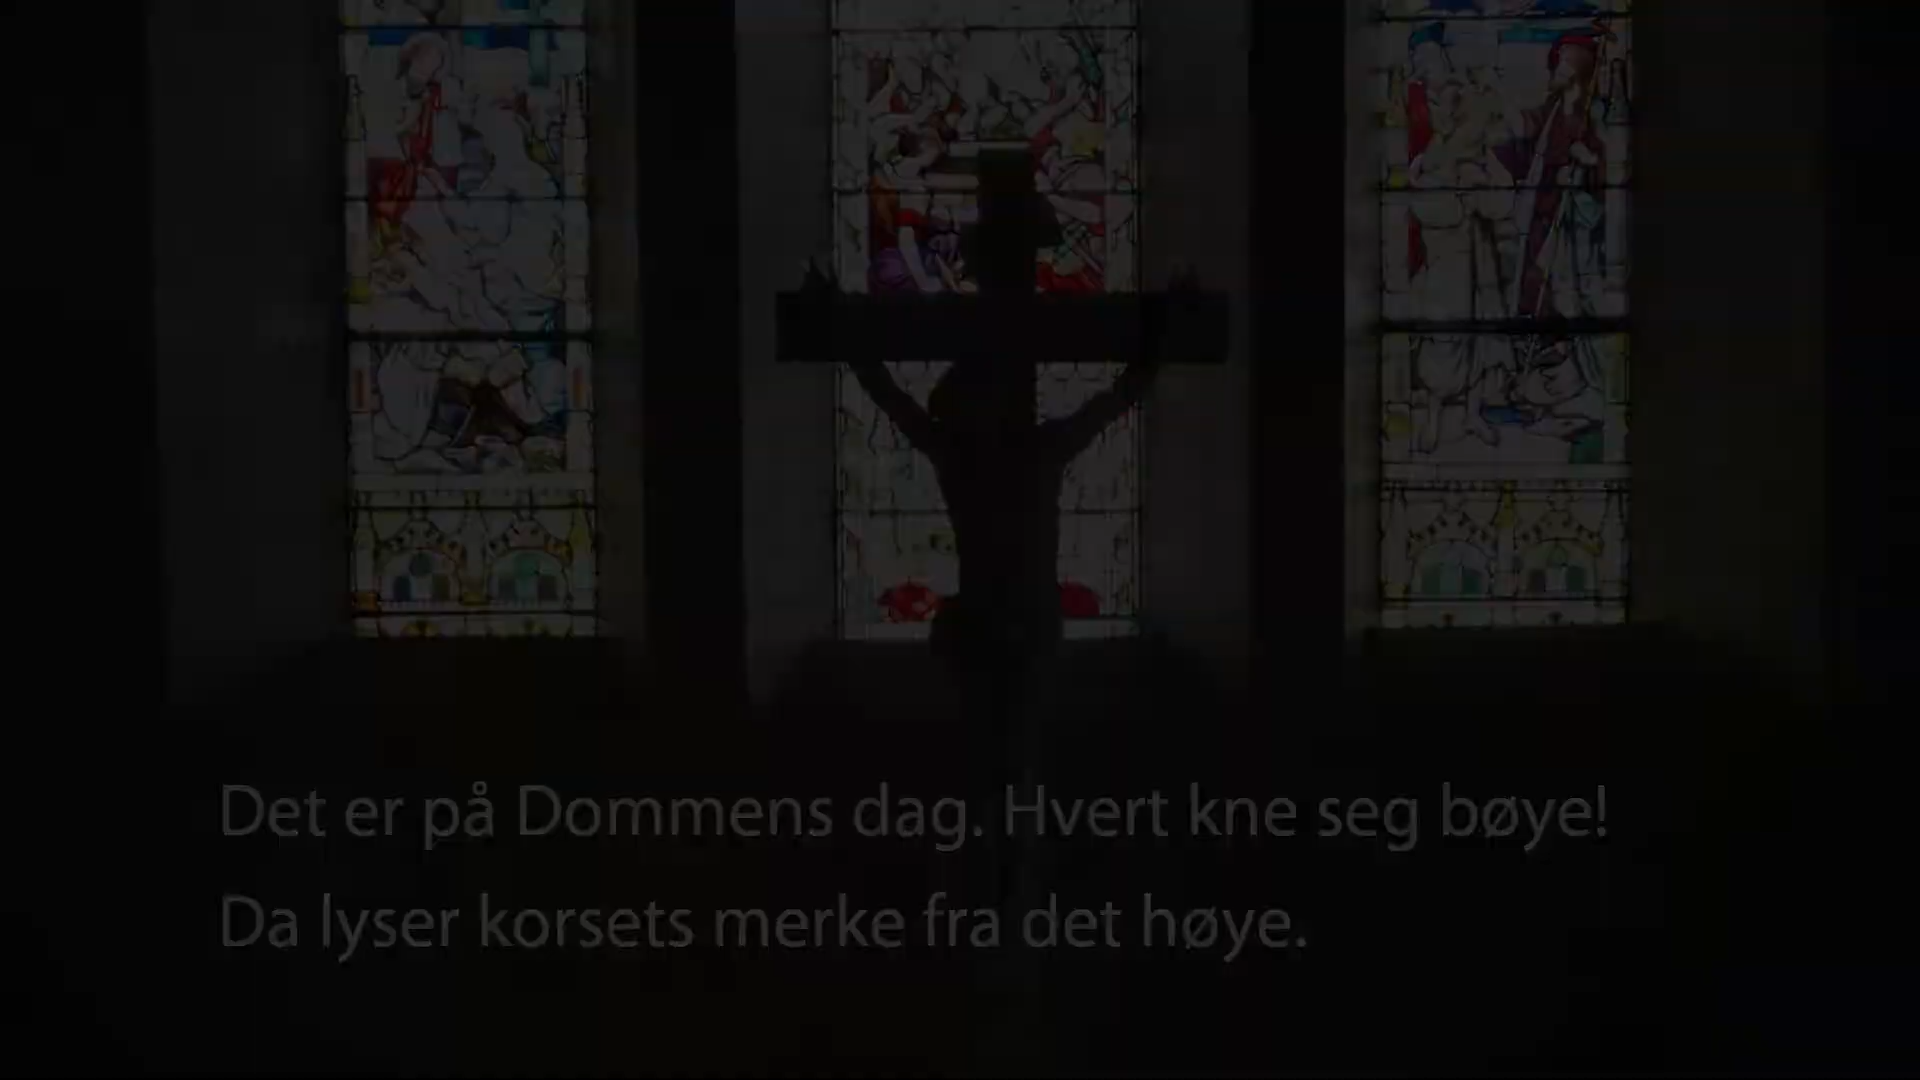 Det er på Dommens dag. Hvert kne seg bøye!
Da lyser korsets merke fra det høye.